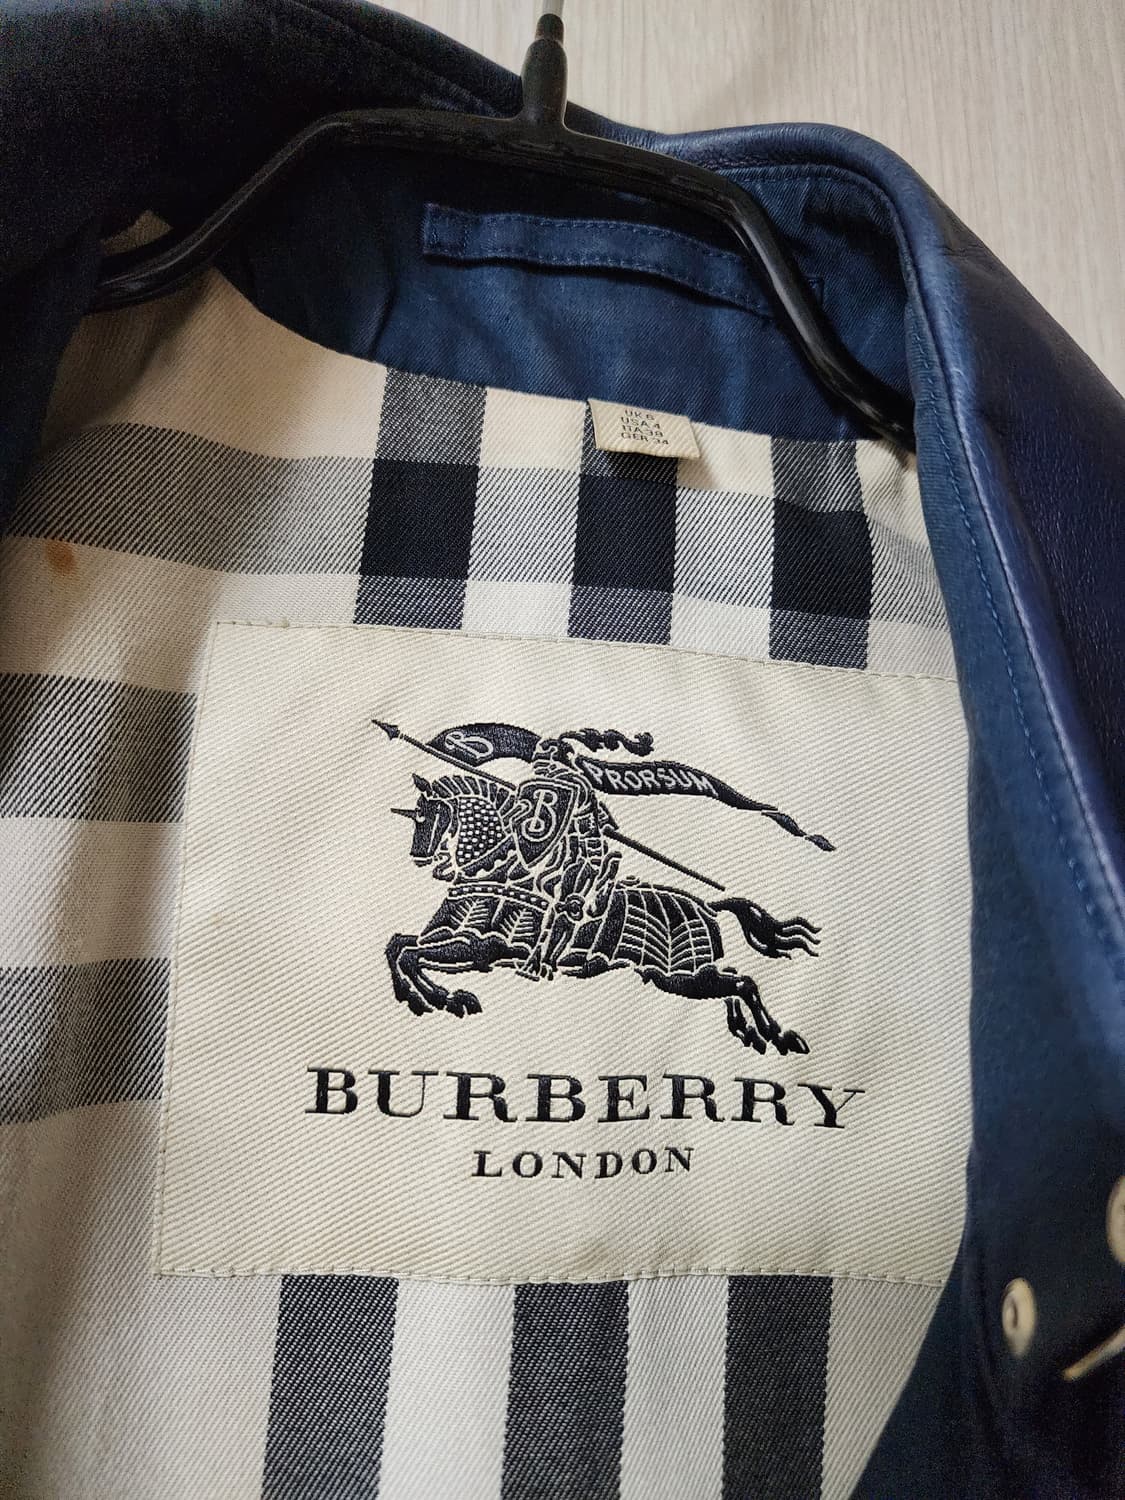 UK 6
USA 4
ITA 38
GER 34
B
PRORSUM
B
BURBERRY
LONDON